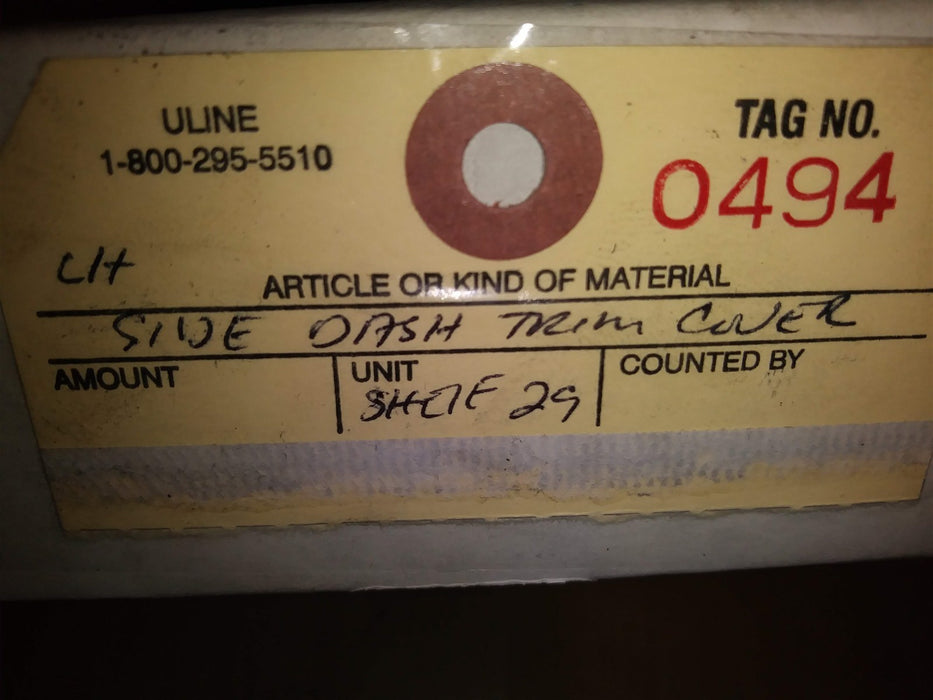 ULINE
1-800-295-5510
TAG NO.
0494
LH
ARTICLE OR KIND OF MATERIAL
SIDE DASH TRIM COVER
AMOUNT
UNIT
SHELF 29
COUNTED BY